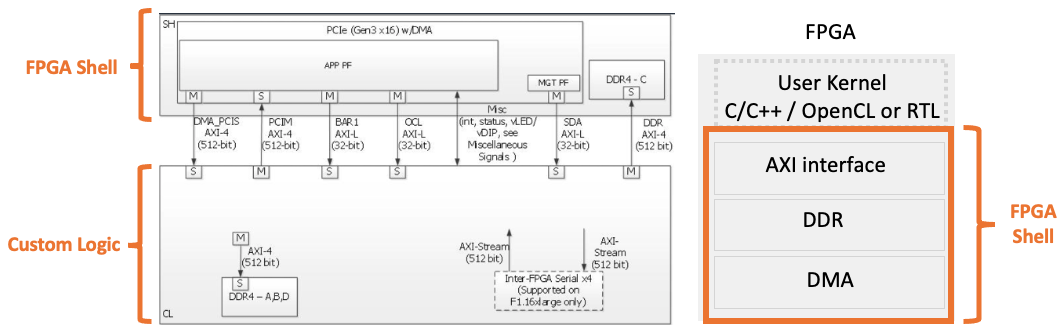 FPGA Shell
SH
PCIe (Gen3 x16) w/DMA
APP PF
MGT PF
DDR4 - C
S
M
S
M
M
M
DMA_PCIS
AXI-4
(512-bit)
PCIM
AXI-4
(512-bit)
BAR1
AXI-L
(32-bit)
OCL
AXI-L
(32-bit)
Misc
(int, status, vLED/
vDIP, see
Miscellaneous
Signals )
SDA
AXI-L
(32-bit)
DDR
AXI-4
(512 bit)
S
M
S
S
S
M
Custom Logic
M
AXI-4
(512 bit)
S
DDR4 – A,B,D
AXI-Stream
(512 bit)
AXI-
Stream
(512 bit)
Inter-FPGA Serial x4
(Supported on
F1.16xlarge only)
CL
FPGA
User Kernel
C/C++ / OpenCL or RTL
AXI interface
DDR
DMA
FPGA
Shell